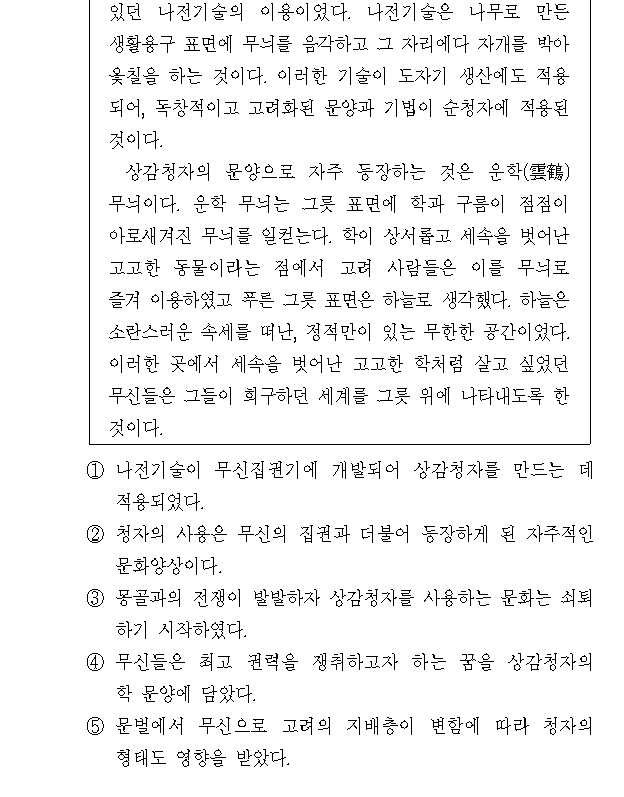 있던 나전기술의 이용이었다. 나전기술은 나무로 만든
생활용구 표면에 무늬를 음각하고 그 자리에다 자개를 박아
옻칠을 하는 것이다. 이러한 기술이 도자기 생산에도 적용
되어, 독창적이고 고려화된 문양과 기법이 순청자에 적용된
것이다.
상감청자의 문양으로 자주 등장하는 것은 운학(雲鶴)
무늬이다. 운학 무늬는 그릇 표면에 학과 구름이 점점이
아로새겨진 무늬를 일컫는다. 학이 상서롭고 세속을 벗어난
고고한 동물이라는 점에서 고려 사람들은 이를 무늬로
즐겨 이용하였고 푸른 그릇 표면은 하늘로 생각했다. 하늘은
소란스러운 속세를 떠난, 정적만이 있는 무한한 공간이었다.
이러한 곳에서 세속을 벗어난 고고한 학처럼 살고 싶었던
무신들은 그들이 희구하던 세계를 그릇 위에 나타내도록 한
것이다.
① 나전기술이 무신집권기에 개발되어 상감청자를 만드는 데
적용되었다.
② 청자의 사용은 무신의 집권과 더불어 등장하게 된 자주적인
문화양상이다.
③ 몽골과의 전쟁이 발발하자 상감청자를 사용하는 문화는 쇠퇴
하기 시작하였다.
④ 무신들은 최고 권력을 쟁취하고자 하는 꿈을 상감청자의
학 문양에 담았다.
⑤ 문벌에서 무신으로 고려의 지배층이 변함에 따라 청자의
형태도 영향을 받았다.